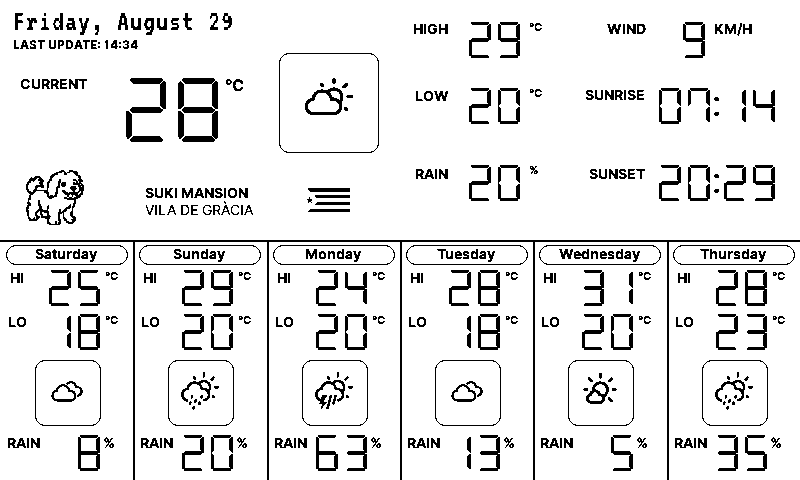 Friday, August 29
LAST UPDATE: 14:34
CURRENT 28 °C
HIGH 29 °C
LOW 20 °C
RAIN 20 %
WIND 9 KM/H
SUNRISE 07:14
SUNSET 20:29
SUKI MANSION
VILA DE GRÀCIA
Saturday
HI 25 °C
LO 18 °C
RAIN 8 %
Sunday
HI 29 °C
LO 20 °C
RAIN 20 %
Monday
HI 24 °C
LO 20 °C
RAIN 63 %
Tuesday
HI 28 °C
LO 18 °C
RAIN 13 %
Wednesday
HI 31 °C
LO 20 °C
RAIN 5 %
Thursday
HI 28 °C
LO 23 °C
RAIN 35 %